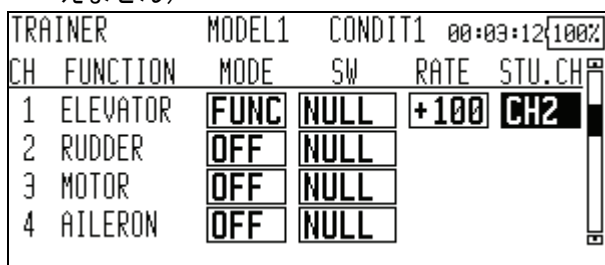 TRAINER MODEL1 CONDIT1 00:03:12 100%
CH FUNCTION MODE SW RATE STU.CH
1 ELEVATOR FUNC NULL +100 CH2
2 RUDDER OFF NULL
3 MOTOR OFF NULL
4 AILERON OFF NULL